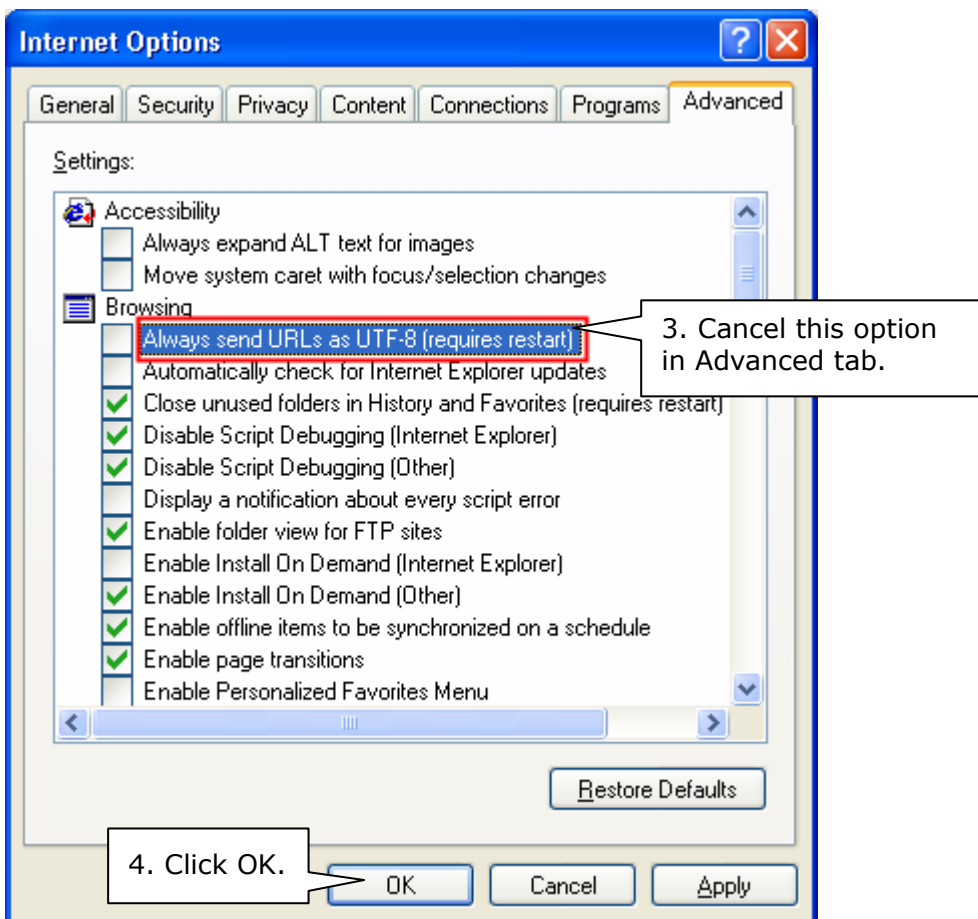 Internet Options
General Security Privacy Content Connections Programs Advanced
Settings:
Accessibility
Always expand ALT text for images
Move system caret with focus/selection changes
Browsing
Always send URLs as UTF-8 (requires restart)
3. Cancel this option
in Advanced tab.
Automatically check for Internet Explorer updates
Close unused folders in History and Favorites (requires restart)
Disable Script Debugging (Internet Explorer)
Disable Script Debugging (Other)
Display a notification about every script error
Enable folder view for FTP sites
Enable Install On Demand (Internet Explorer)
Enable Install On Demand (Other)
Enable offline items to be synchronized on a schedule
Enable page transitions
Enable Personalized Favorites Menu
Restore Defaults
4. Click OK.
OK Cancel Apply